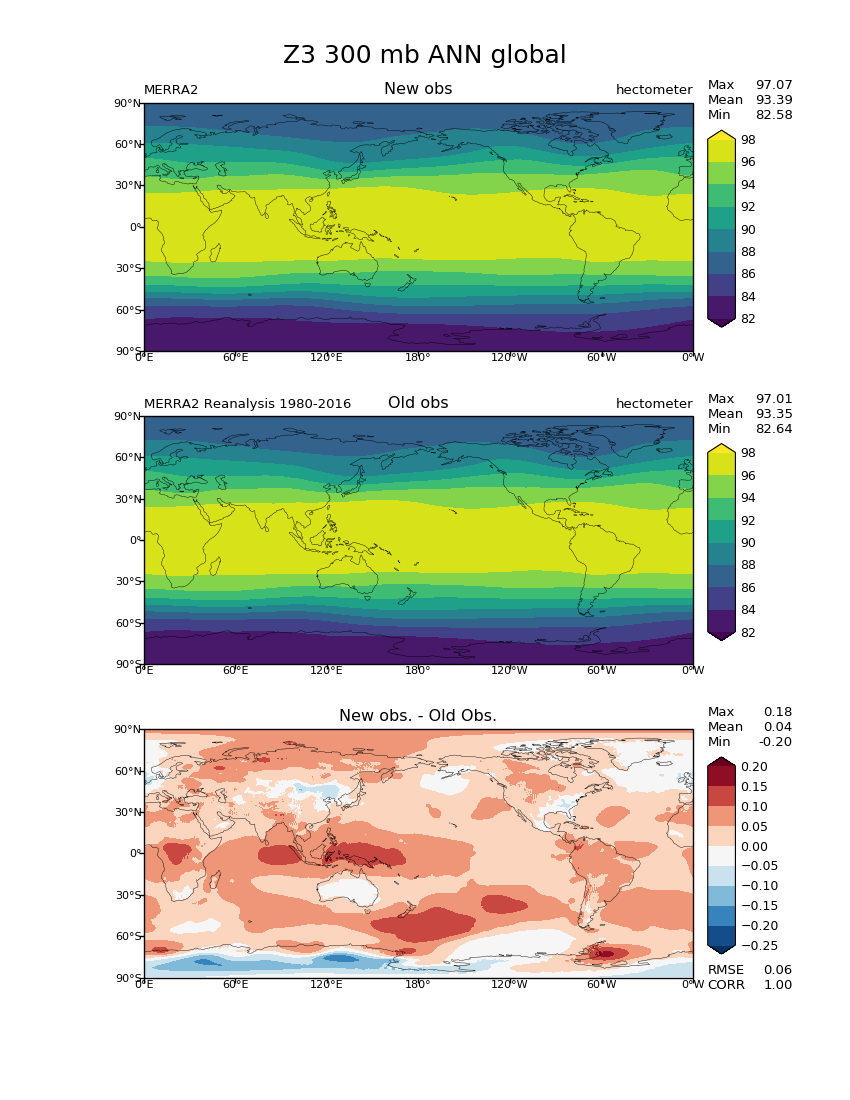 Z3 300 mb ANN global
MERRA2 New obs hectometer
Max 97.07
Mean 93.39
Min 82.58
90°N
60°N
30°N
0°
30°S
60°S
90°S
0°E 60°E 120°E 180° 120°W 60°W 0°W
98
96
94
92
90
88
86
84
82
MERRA2 Reanalysis 1980-2016 Old obs hectometer
Max 97.01
Mean 93.35
Min 82.64
90°N
60°N
30°N
0°
30°S
60°S
90°S
0°E 60°E 120°E 180° 120°W 60°W 0°W
98
96
94
92
90
88
86
84
82
New obs. - Old Obs.
Max 0.18
Mean 0.04
Min -0.20
90°N
60°N
30°N
0°
30°S
60°S
90°S
0°E 60°E 120°E 180° 120°W 60°W 0°W
0.20
0.15
0.10
0.05
0.00
−0.05
−0.10
−0.15
−0.20
−0.25
RMSE 0.06
CORR 1.00